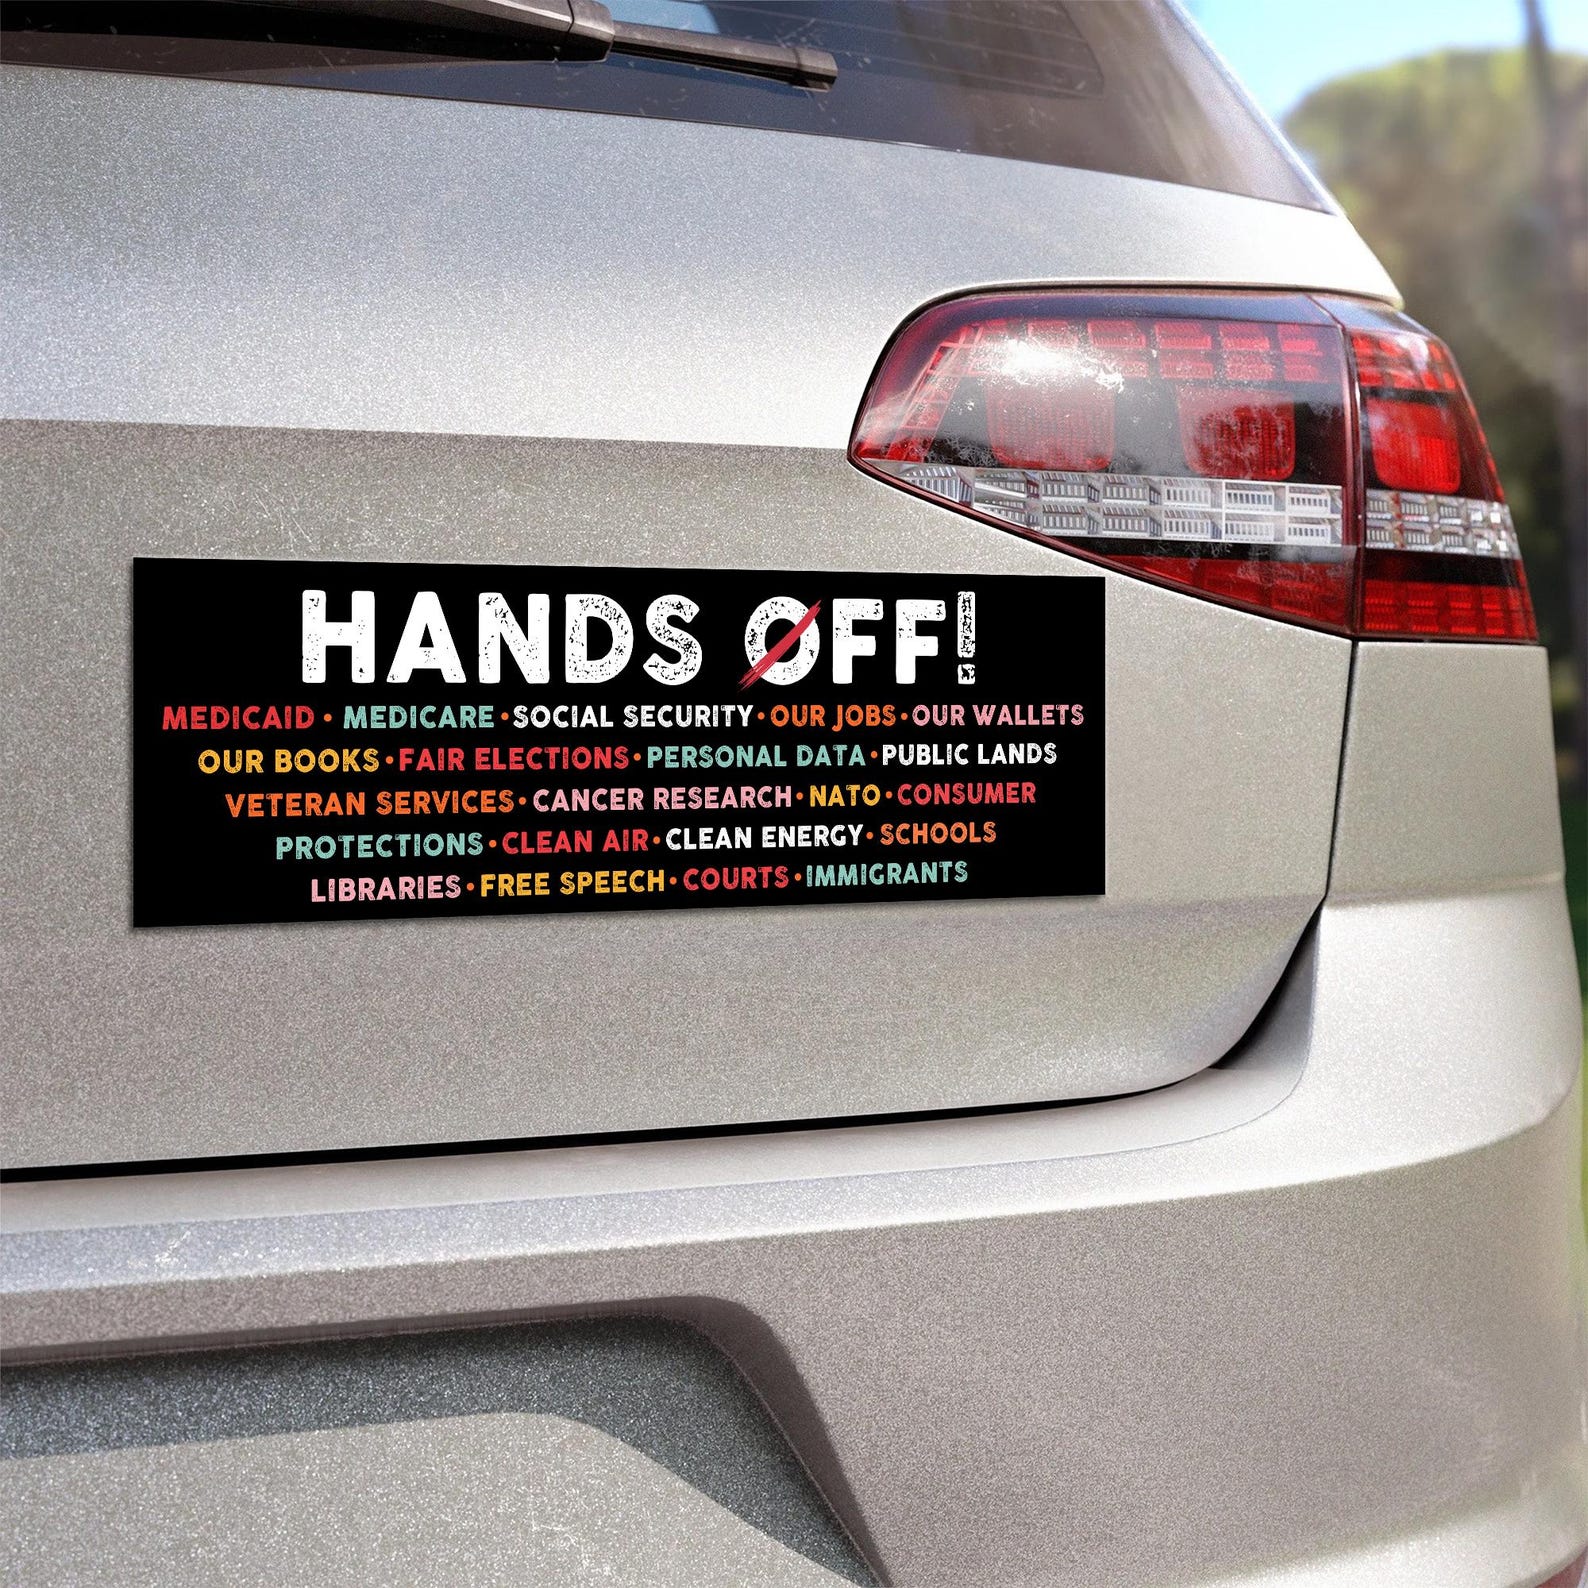 HANDS OFF!
MEDICAID • MEDICARE • SOCIAL SECURITY • OUR JOBS • OUR WALLETS
OUR BOOKS • FAIR ELECTIONS • PERSONAL DATA • PUBLIC LANDS
VETERAN SERVICES • CANCER RESEARCH • NATO • CONSUMER
PROTECTIONS • CLEAN AIR • CLEAN ENERGY • SCHOOLS
LIBRARIES • FREE SPEECH • COURTS • IMMIGRANTS